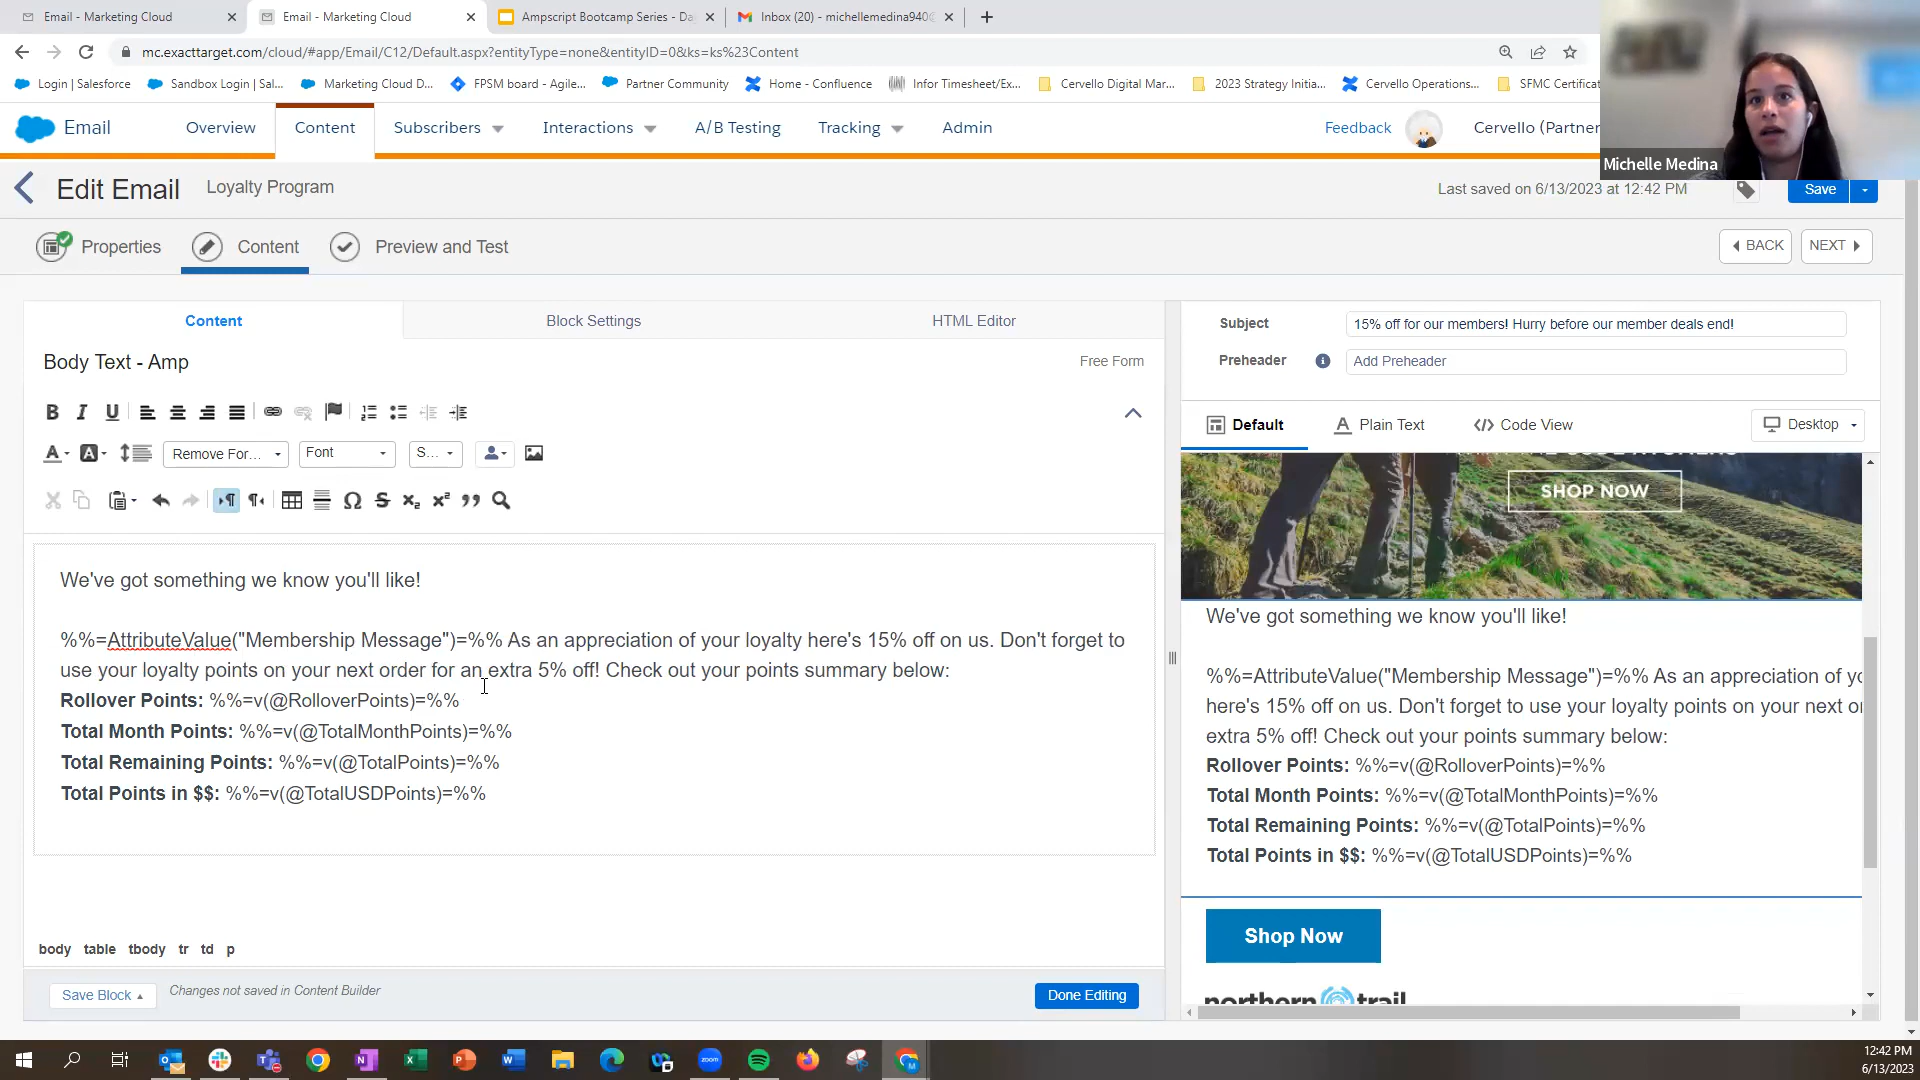 Email - Marketing Cloud
Email - Marketing Cloud
Ampscript Bootcamp Series - Da
Inbox (20) - michellemedina940
mc.exacttarget.com/cloud/#app/Email/C12/Default.aspx?entityType=none&entityID=0&ks=ks%23Content
Login | Salesforce
Sandbox Login | Sal...
Marketing Cloud D...
FPSM board - Agile...
Partner Community
Home - Confluence
Infor Timesheet/Ex...
Cervello Digital Mar...
2023 Strategy Initia...
Cervello Operations...
SFMC Certificat
Email
Overview
Content
Subscribers
Interactions
A/B Testing
Tracking
Admin
Feedback
Cervello (Partner
Michelle Medina
Edit Email
Loyalty Program
Last saved on 6/13/2023 at 12:42 PM
Save
Properties
Content
Preview and Test
BACK
NEXT
Content
Block Settings
HTML Editor
Body Text - Amp
Free Form
B I U
Remove For...
Font
S...
We've got something we know you'll like!
%%=AttributeValue("Membership Message")=%% As an appreciation of your loyalty here's 15% off on us. Don't forget to
use your loyalty points on your next order for an extra 5% off! Check out your points summary below:
Rollover Points: %%=v(@RolloverPoints)=%%
Total Month Points: %%=v(@TotalMonthPoints)=%%
Total Remaining Points: %%=v(@TotalPoints)=%%
Total Points in $$: %%=v(@TotalUSDPoints)=%%
body table tbody tr td p
Save Block
Changes not saved in Content Builder
Done Editing
Subject
15% off for our members! Hurry before our member deals end!
Preheader
Add Preheader
Default
Plain Text
Code View
Desktop
SHOP NOW
We've got something we know you'll like!
%%=AttributeValue("Membership Message")=%% As an appreciation of yo
here's 15% off on us. Don't forget to use your loyalty points on your next or
extra 5% off! Check out your points summary below:
Rollover Points: %%=v(@RolloverPoints)=%%
Total Month Points: %%=v(@TotalMonthPoints)=%%
Total Remaining Points: %%=v(@TotalPoints)=%%
Total Points in $$: %%=v(@TotalUSDPoints)=%%
Shop Now
northern trail
12:42 PM
6/13/2023